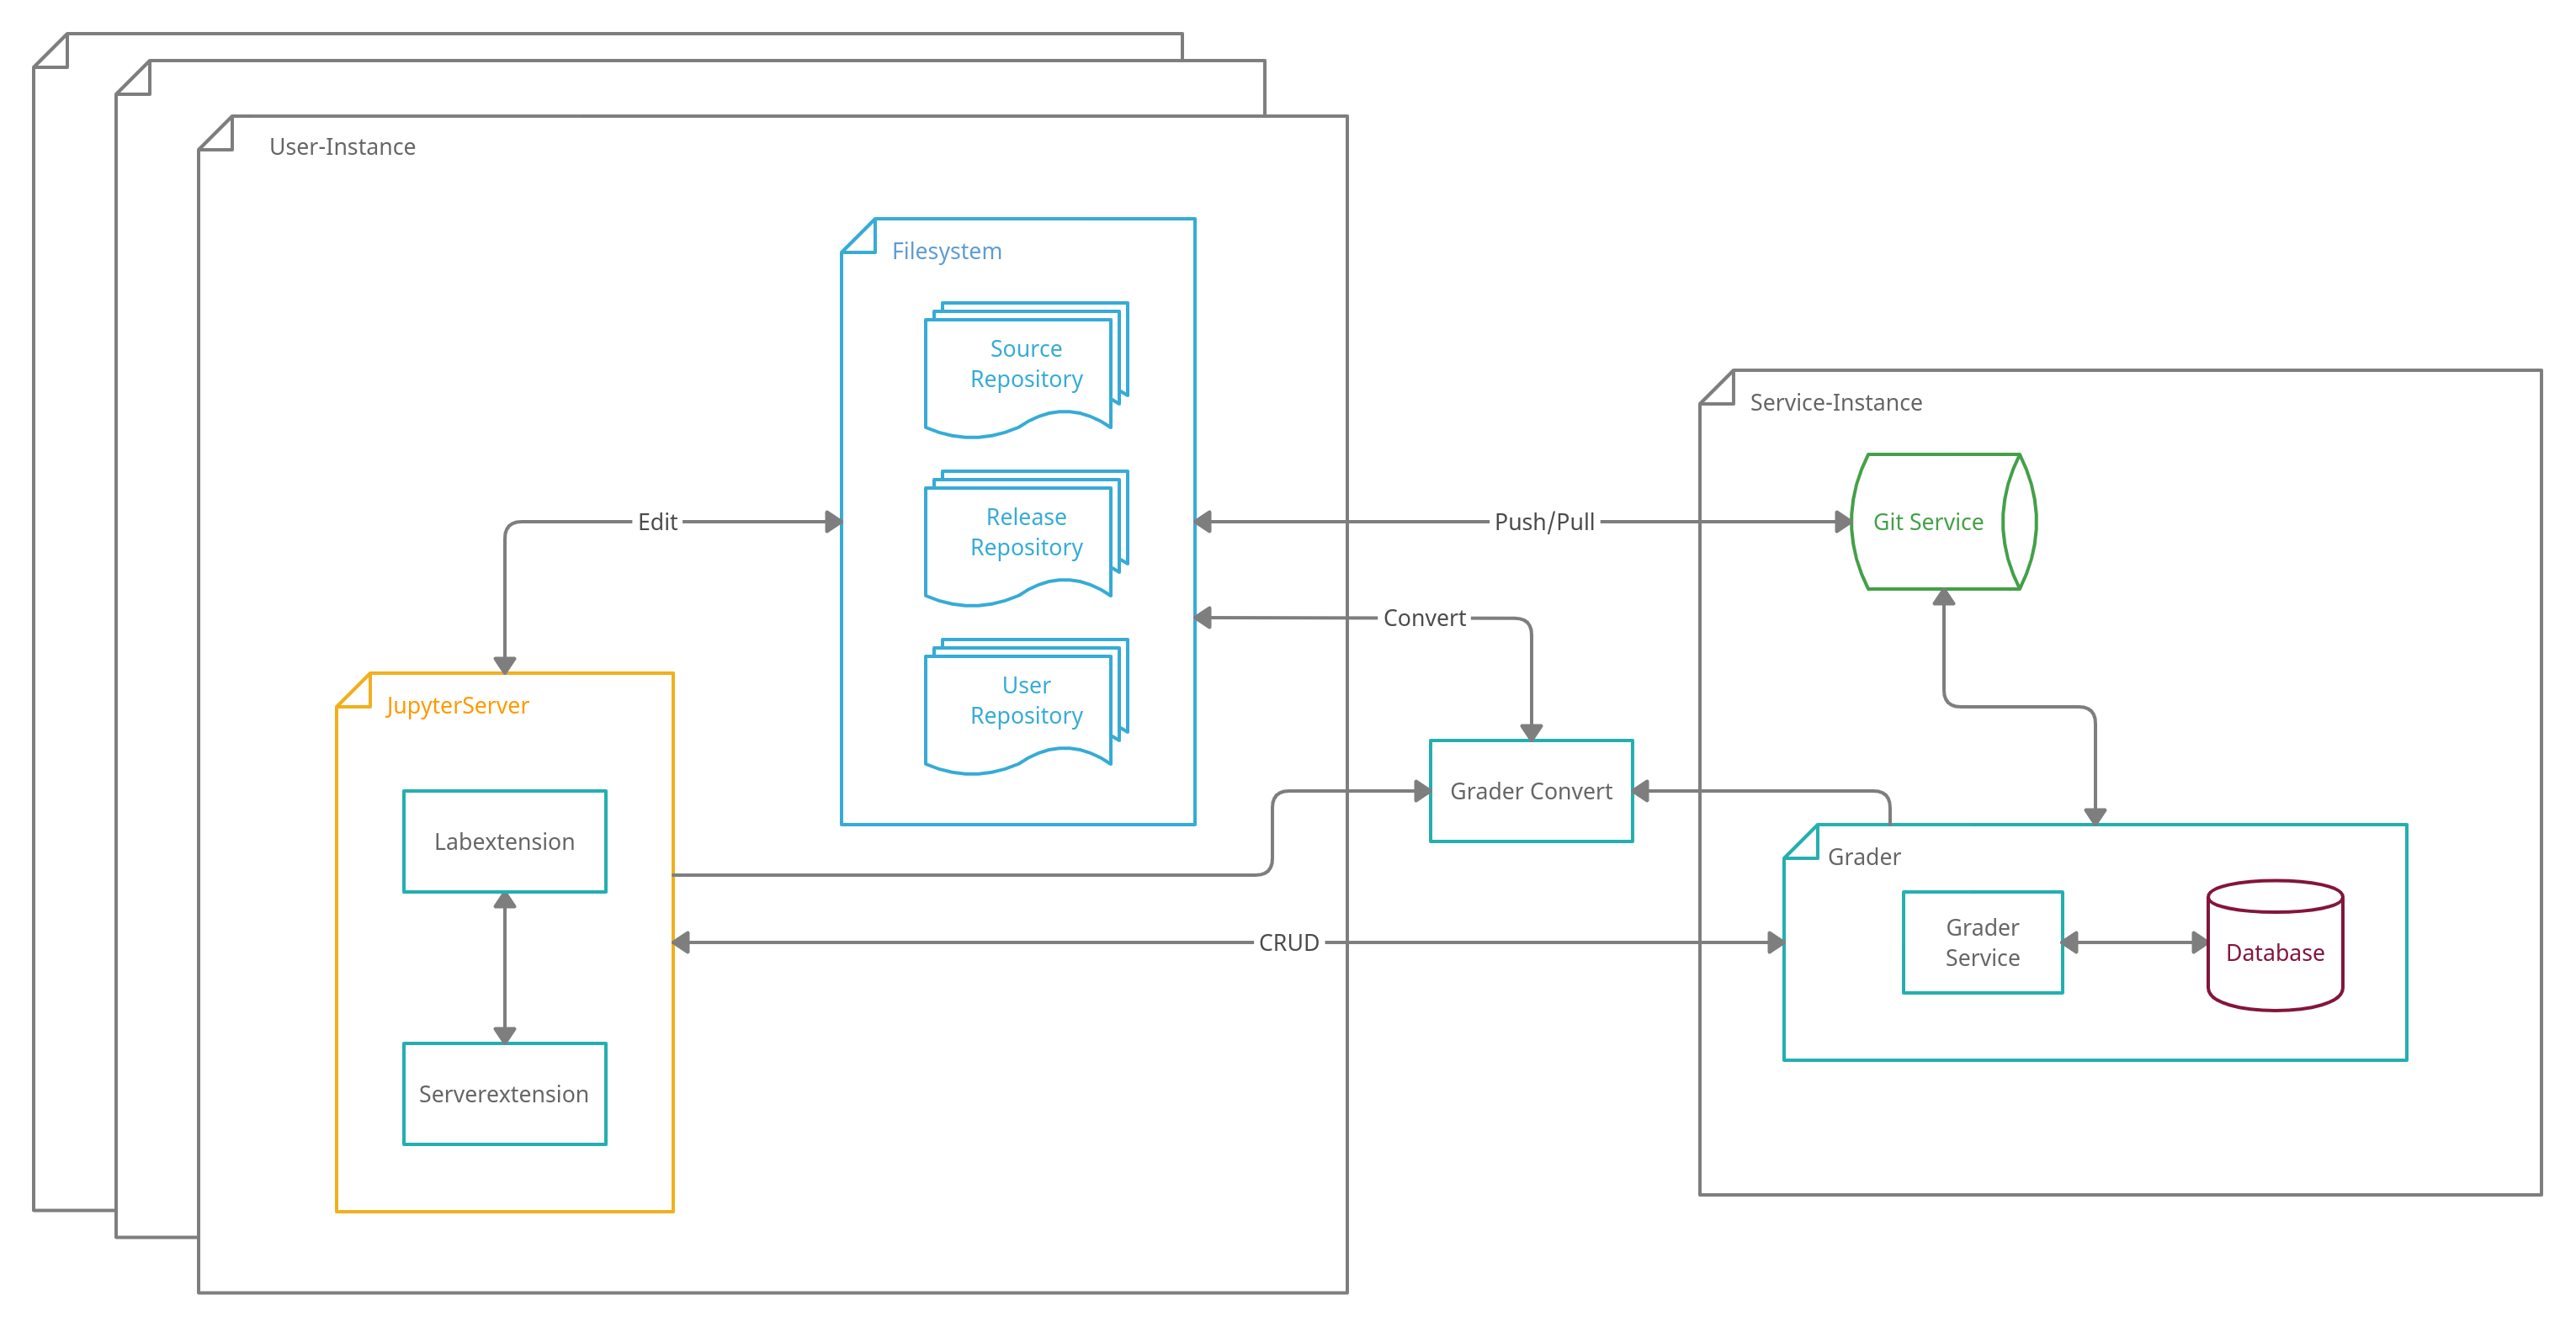 User-Instance
Filesystem
Source
Repository
Release
Repository
User
Repository
Edit
Push/Pull
Convert
Service-Instance
Git Service
JupyterServer
Labextension
Serverextension
Grader Convert
CRUD
Grader
Grader
Service
Database